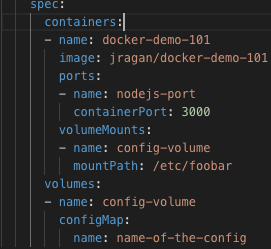 spec:
  containers:
  - name: docker-demo-101
    image: jragan/docker-demo-101
    ports:
    - name: nodejs-port
      containerPort: 3000
    volumeMounts:
    - name: config-volume
      mountPath: /etc/foobar
  volumes:
  - name: config-volume
    configMap:
      name: name-of-the-config